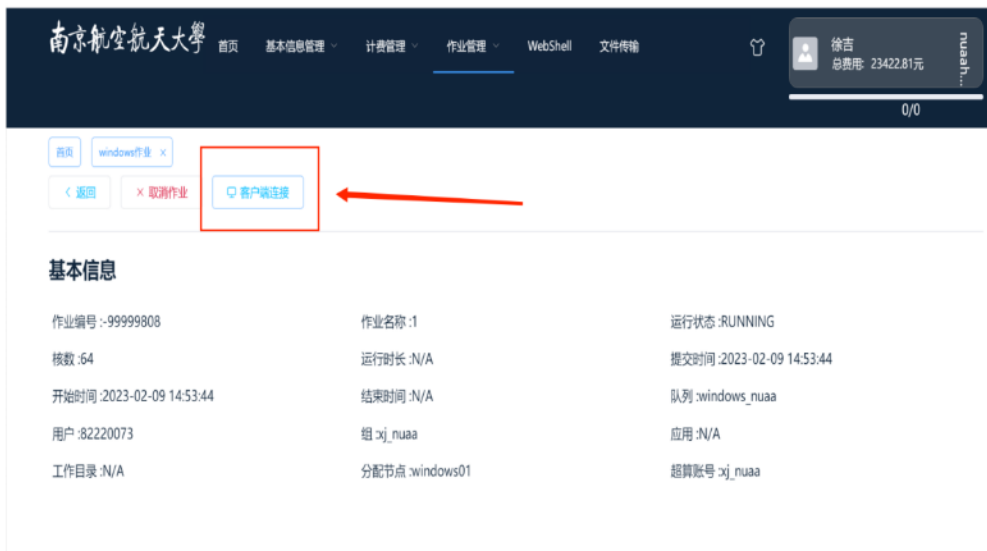 南京航空航天大學 首页 基本信息管理 计费管理 作业管理 WebShell 文件传输
徐吉
总费用: 23422.81元
nuaah...
0/0
首页 windows作业 ×
< 返回 × 取消作业 客户端连接
基本信息
作业编号 :-99999808 作业名称 :1 运行状态 :RUNNING
核数 :64 运行时长 :N/A 提交时间 :2023-02-09 14:53:44
开始时间 :2023-02-09 14:53:44 结束时间 :N/A 队列 :windows_nuaa
用户 :82220073 组 :xj_nuaa 应用 :N/A
工作目录 :N/A 分配节点 :windows01 超算账号 :xj_nuaa